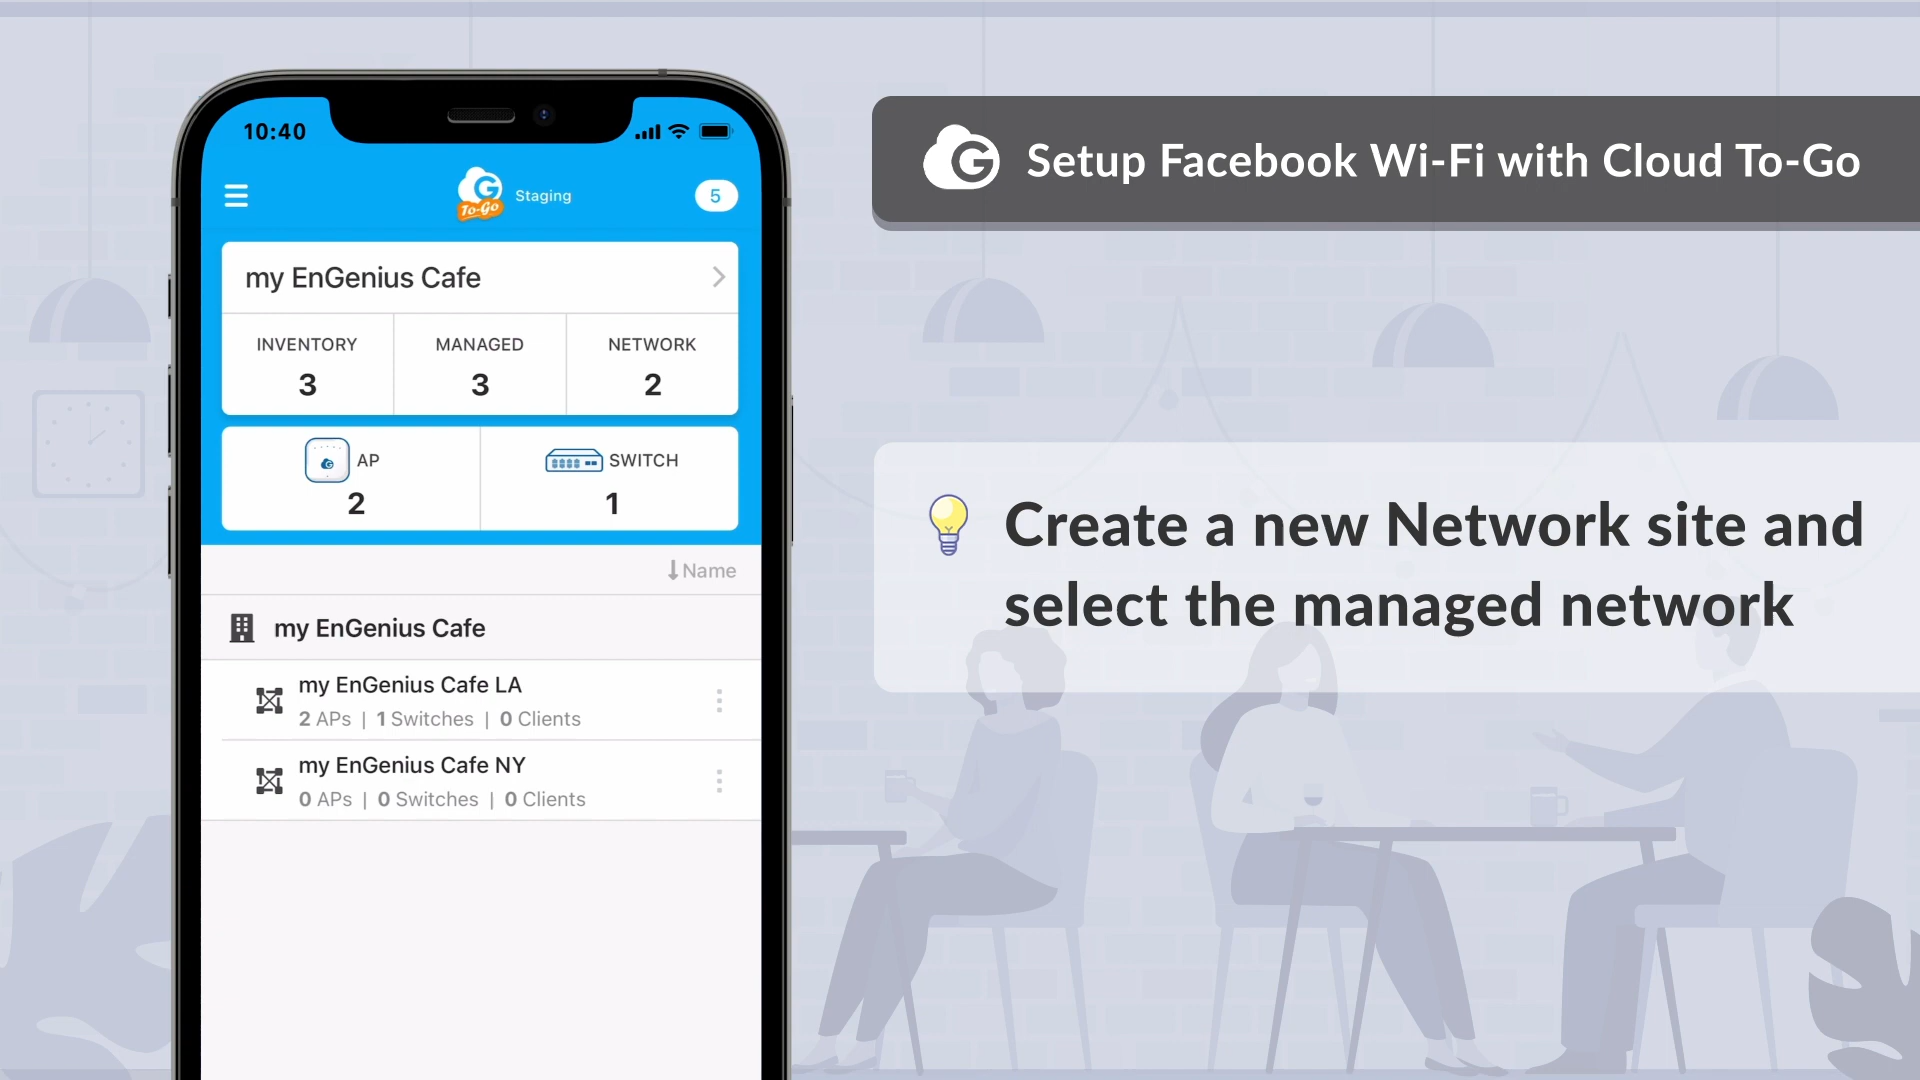 10:40
To-Go
Staging
5
my EnGenius Cafe
INVENTORY
3
MANAGED
3
NETWORK
2
AP
2
SWITCH
1
Name
my EnGenius Cafe
my EnGenius Cafe LA
2 APs | 1 Switches | 0 Clients
my EnGenius Cafe NY
0 APs | 0 Switches | 0 Clients
Setup Facebook Wi-Fi with Cloud To-Go
Create a new Network site and
select the managed network